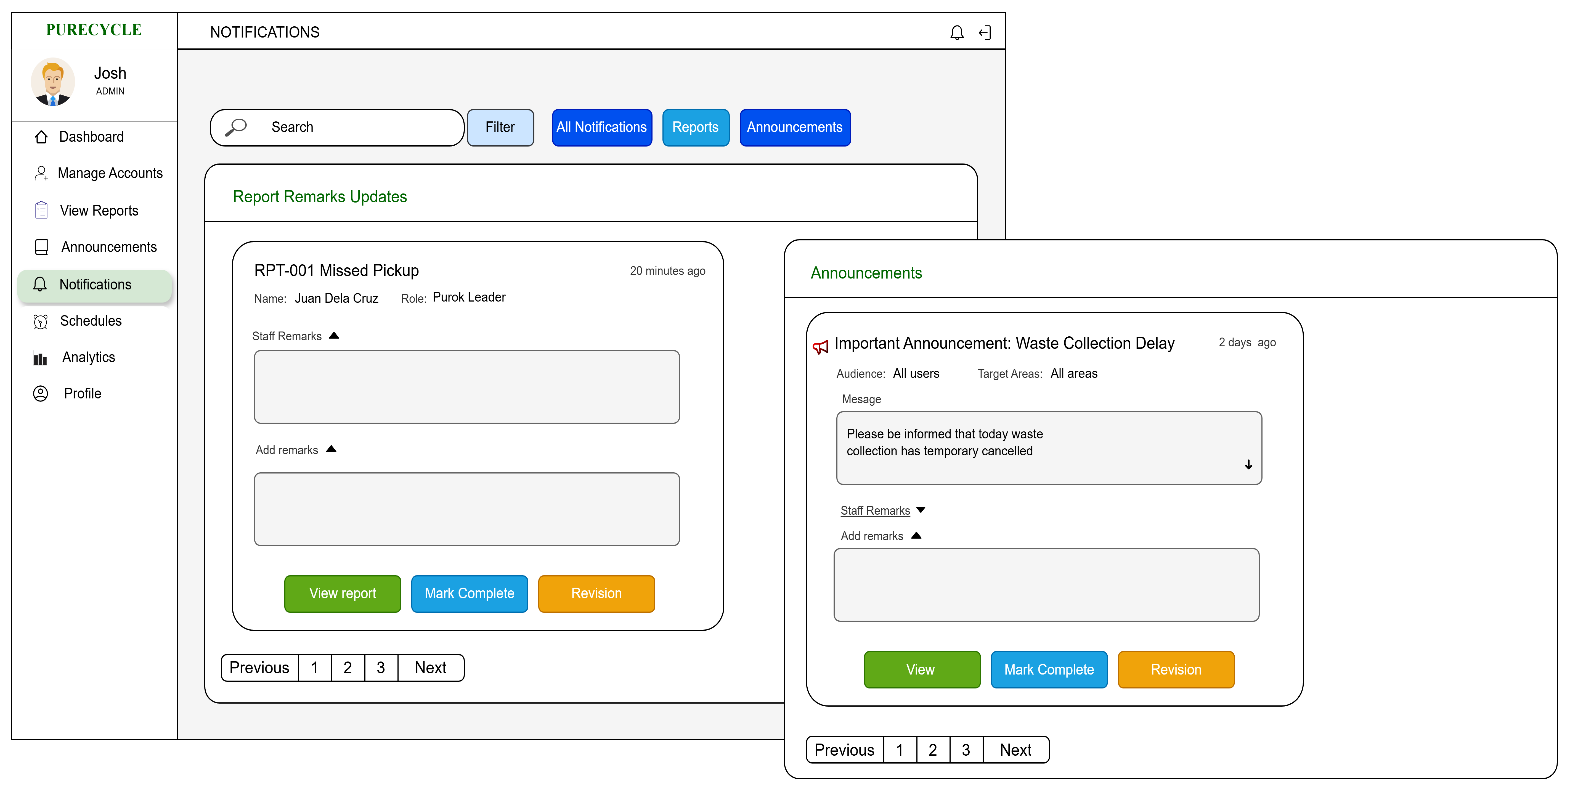 PURECYCLE
Josh
ADMIN
Dashboard
Manage Accounts
View Reports
Announcements
Notifications
Schedules
Analytics
Profile
NOTIFICATIONS
Search
Filter
All Notifications
Reports
Announcements
Report Remarks Updates
RPT-001 Missed Pickup
20 minutes ago
Name: Juan Dela Cruz Role: Purok Leader
Staff Remarks
Add remarks
View report
Mark Complete
Revision
Previous 1 2 3 Next
Announcements
Important Announcement: Waste Collection Delay
2 days ago
Audience: All users Target Areas: All areas
Mesage
Please be informed that today waste
collection has temporary cancelled
Staff Remarks
Add remarks
View
Mark Complete
Revision
Previous 1 2 3 Next